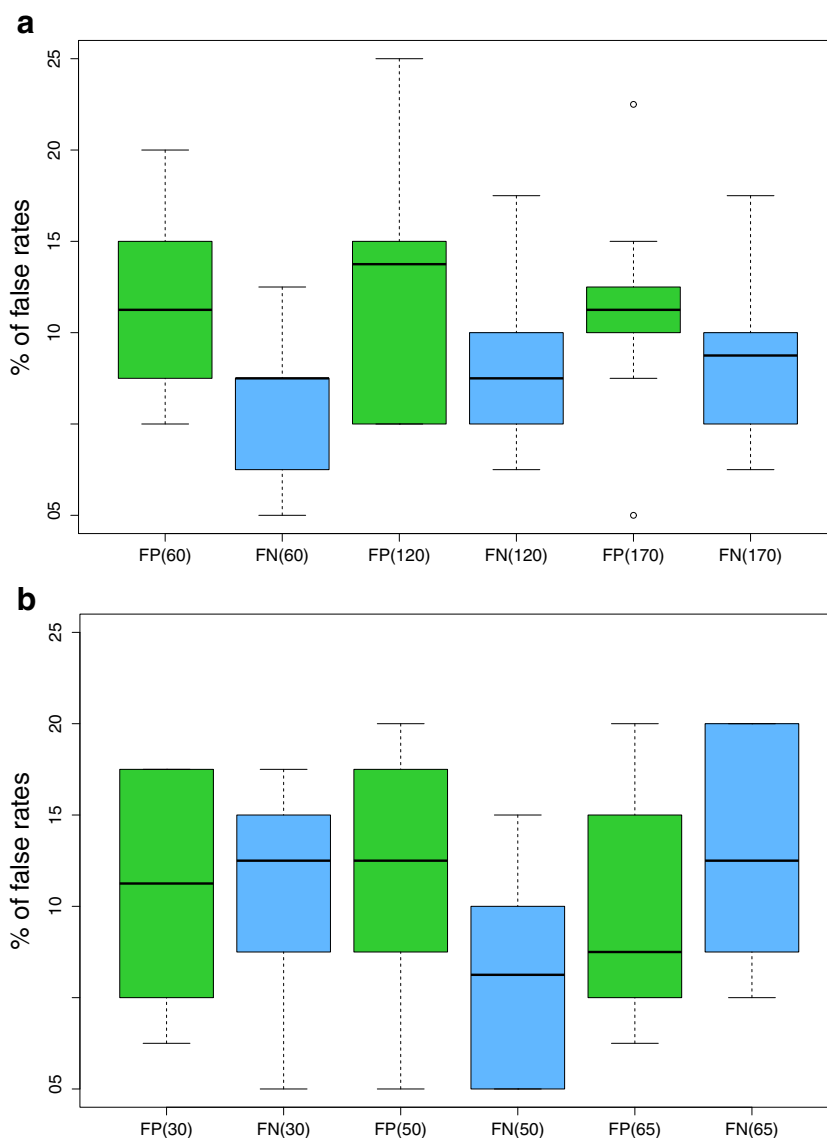 a
% of false rates
25
20
15
10
05
FP(60) FN(60) FP(120) FN(120) FP(170) FN(170)
b
% of false rates
25
20
15
10
05
FP(30) FN(30) FP(50) FN(50) FP(65) FN(65)